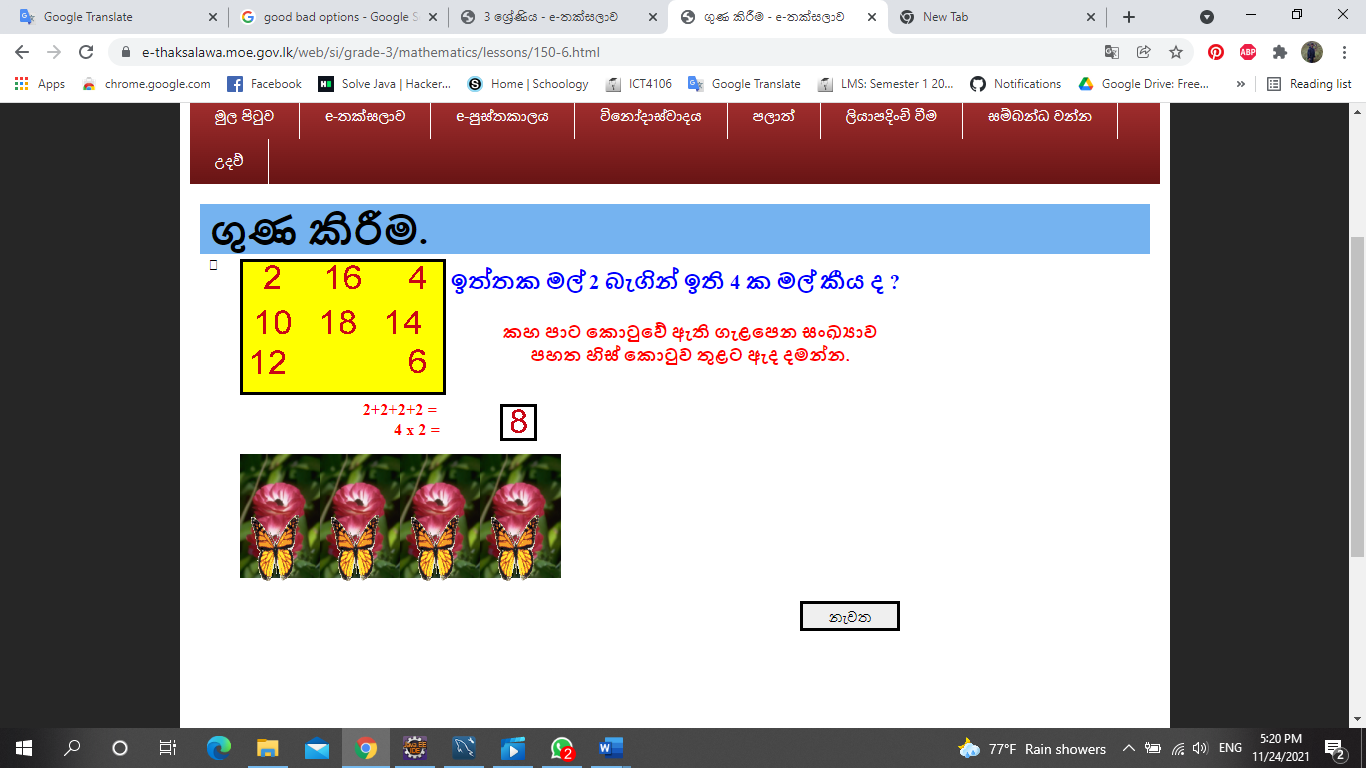 Google Translate
good bad options - Google S
3 ශ්‍රේණිය - e-තක්සලාව
ගුණ කිරීම - e-තක්සලාව
New Tab
e-thaksalawa.moe.gov.lk/web/si/grade-3/mathematics/lessons/150-6.html
Apps
chrome.google.com
Facebook
Solve Java | Hacker...
Home | Schoology
ICT4106
Google Translate
LMS: Semester 1 20...
Notifications
Google Drive: Free...
»
Reading list
මුල පිටුව
e-තක්සලාව
e-පුස්තකාලය
විනෝදාස්වාදය
පලාත්
ලියාපදිංචි වීම
සම්බන්ධ වන්න
උදව්
ගුණ කිරීම.
2 16 4
10 18 14
12 6
ඉත්තක මල් 2 බැගින් ඉති 4 ක මල් කීය ද ?
කහ පාට කොටුවේ ඇති ගැළපෙන සංඛ්‍යාව
පහත හිස් කොටුව තුළට ඇද දමන්න.
2+2+2+2 =
4 x 2 =
8
නැවත
77°F Rain showers
ENG
5:20 PM
11/24/2021
2
2